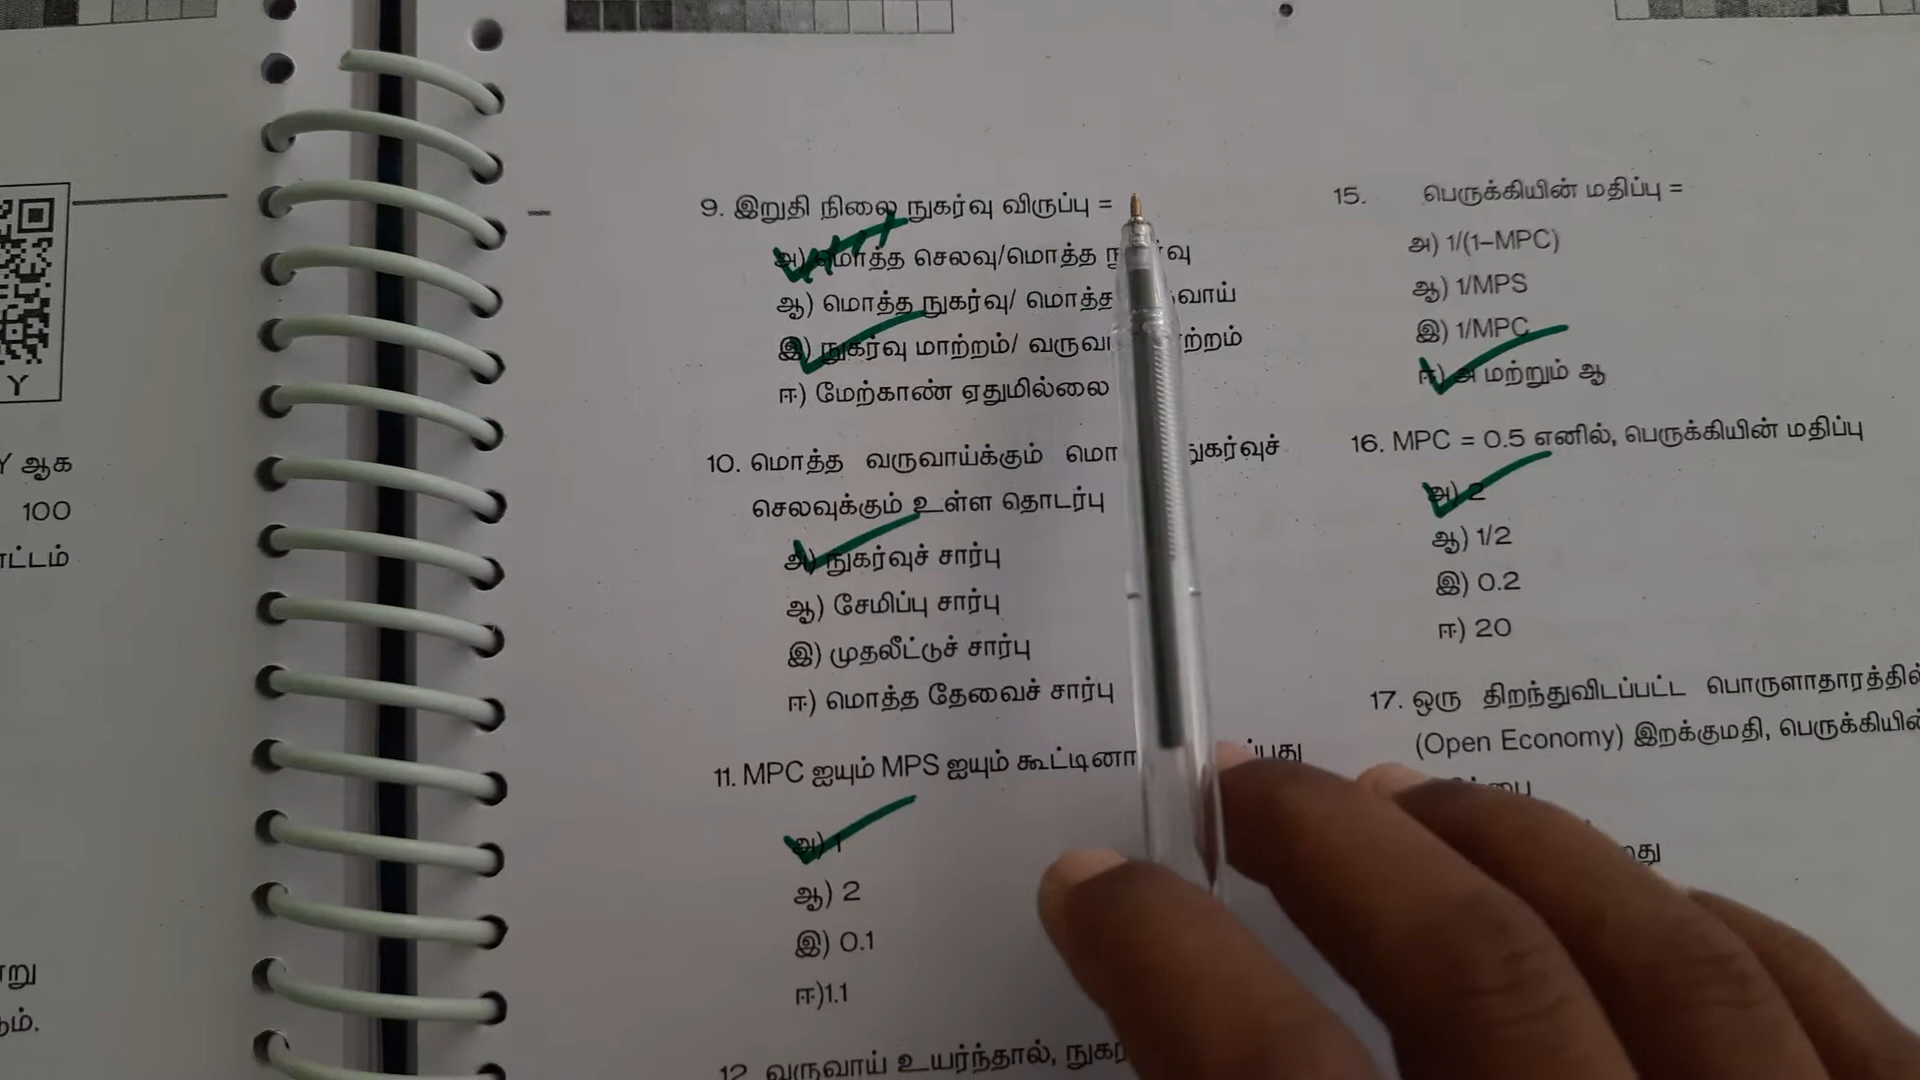 Y
Y ஆக
100
9. இறுதி நிலை நுகர்வு விருப்பு =
அ) மொத்த செலவு/மொத்த
ஆ) மொத்த நுகர்வு/ மொத்த
இ) நுகர்வு மாற்றம்/
ஈ) மேற்காண் ஏதுமில்லை
10. மொத்த வருவாய்க்கும்
செலவுக்கும் உள்ள தொடர்பு
அ) நுகர்வுச் சார்பு
ஆ) சேமிப்பு சார்பு
இ) முதலீட்டுச் சார்பு
ஈ) மொத்த தேவைச் சார்பு
11. MPC ஐயும் MPS ஐயும்
அ) 1
ஆ) 2
இ) 0.1
ஈ)1.1
12. வருவாய் உயர்ந்தால்,
15. பெருக்கியின் மதிப்பு =
அ) 1/(1–MPC)
ஆ) 1/MPS
இ) 1/MPC
ஈ) அ மற்றும் ஆ
16. MPC = 0.5 எனில், பெருக்கியின் மதிப்பு
அ) 2
ஆ) 1/2
இ) 0.2
ஈ) 20
17. ஒரு திறந்துவிடப்பட்ட பொருளாதாரத்தில்
(Open Economy) இறக்குமதி, பெருக்கியின்